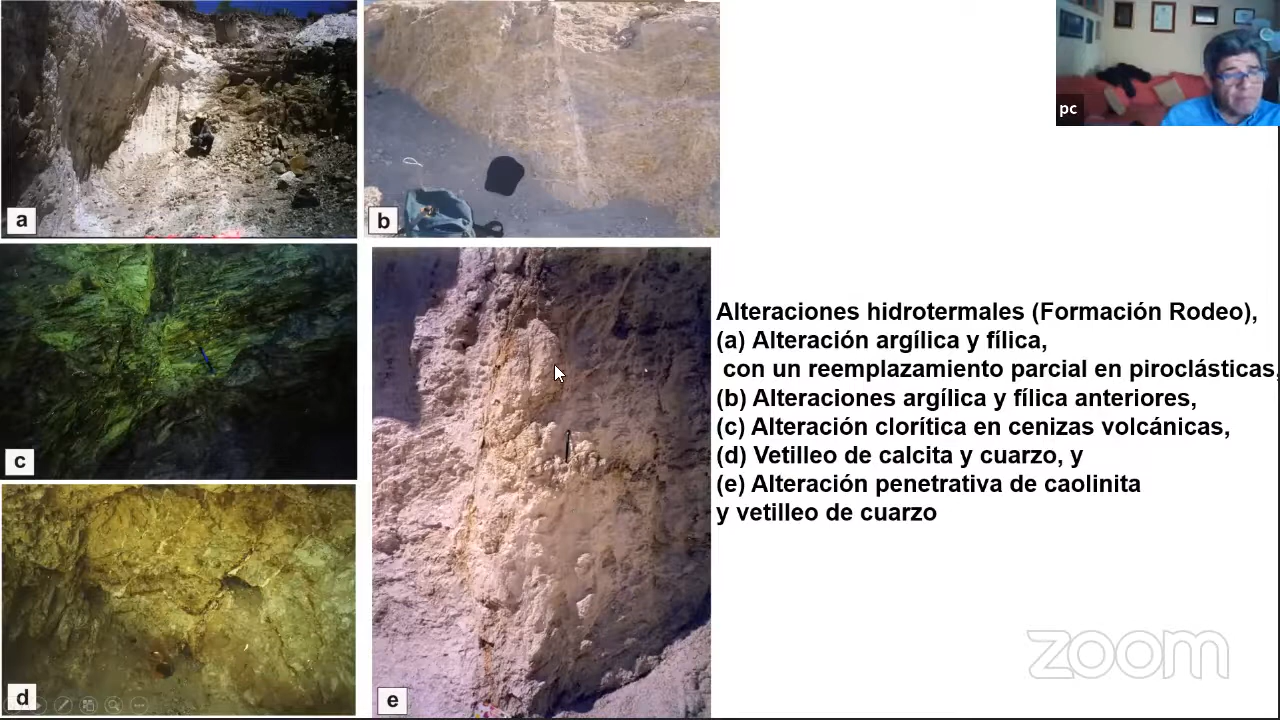 pc
a
b
c
d
e
Alteraciones hidrotermales (Formación Rodeo),
(a) Alteración argílica y fílica,
con un reemplazamiento parcial en piroclásticas,
(b) Alteraciones argílica y fílica anteriores,
(c) Alteración clorítica en cenizas volcánicas,
(d) Vetilleo de calcita y cuarzo, y
(e) Alteración penetrativa de caolinita
y vetilleo de cuarzo
zoom